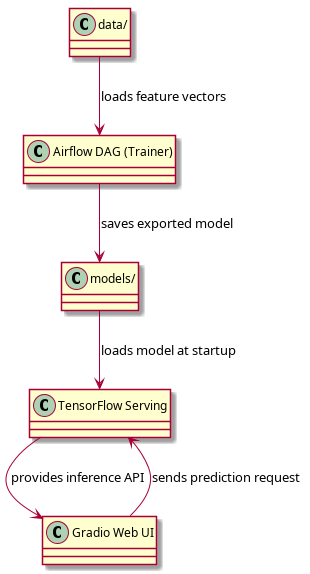 C data/
loads feature vectors
C Airflow DAG (Trainer)
saves exported model
C models/
loads model at startup
C TensorFlow Serving
provides inference API
sends prediction request
C Gradio Web UI